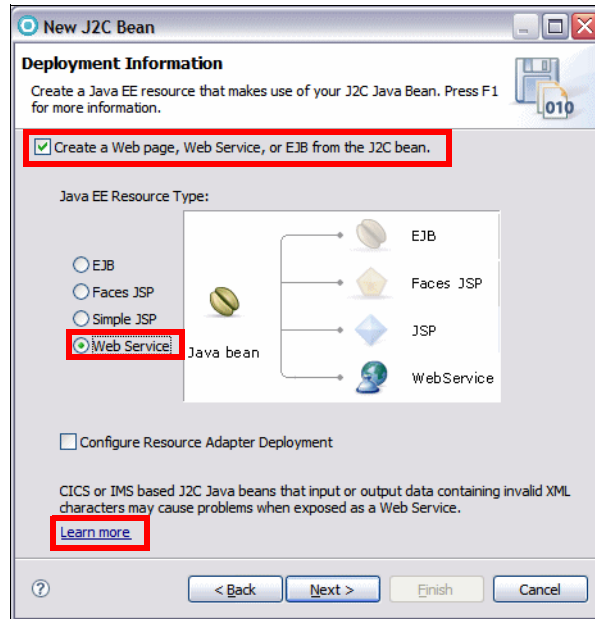 New J2C Bean
Deployment Information
Create a Java EE resource that makes use of your J2C Java Bean. Press F1
for more information.
010
Create a Web page, Web Service, or EJB from the J2C bean.
Java EE Resource Type:
EJB
Faces JSP
Simple JSP
Web Service
Java bean
EJB
Faces JSP
JSP
WebService
Configure Resource Adapter Deployment
CICS or IMS based J2C Java beans that input or output data containing invalid XML
characters may cause problems when exposed as a Web Service.
Learn more
?
< Back
Next >
Finish
Cancel